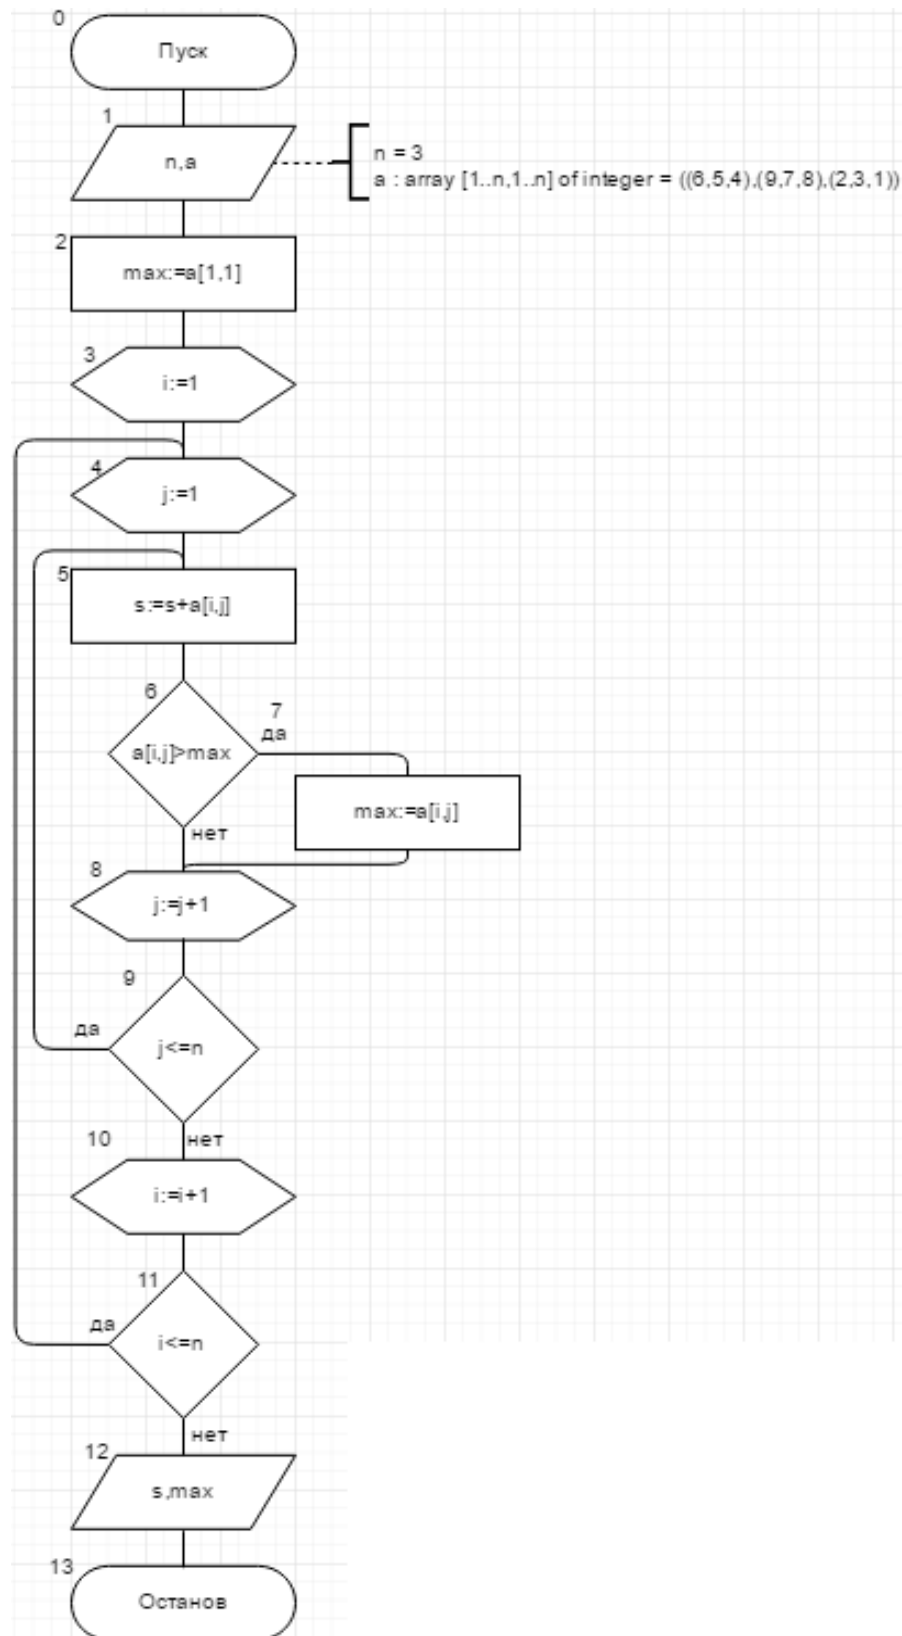 0
Пуск
1
n,a
n = 3
a : array [1..n,1..n] of integer = ((6,5,4),(9,7,8),(2,3,1))
2
max:=a[1,1]
3
i:=1
4
j:=1
5
s:=s+a[i,j]
6
a[i,j]>max
7
да
max:=a[i,j]
нет
8
j:=j+1
9
да
j<=n
10
нет
i:=i+1
11
да
i<=n
нет
12
s,max
13
Останов